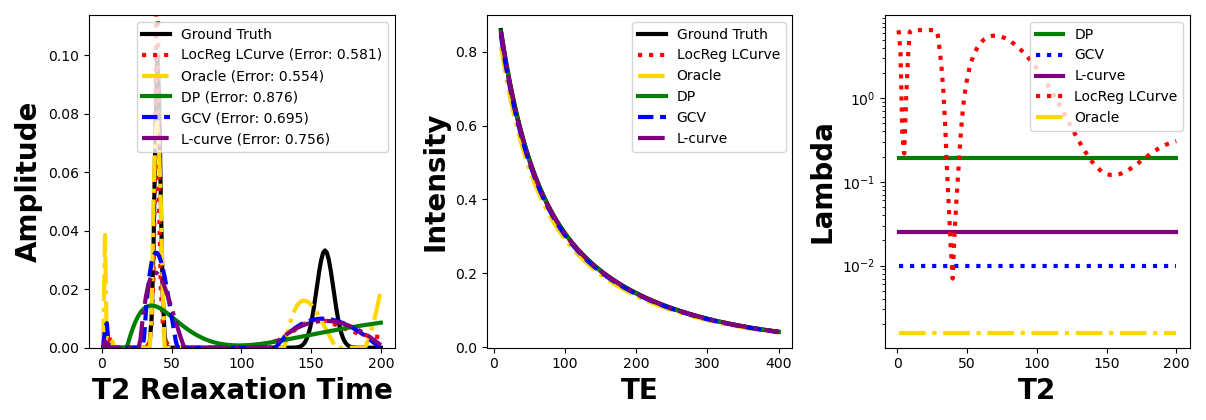 Amplitude
0.00
0.02
0.04
0.06
0.08
0.10
0
50
100
150
200
T2 Relaxation Time
Ground Truth
LocReg LCurve (Error: 0.581)
Oracle (Error: 0.554)
DP (Error: 0.876)
GCV (Error: 0.695)
L-curve (Error: 0.756)
Intensity
0.0
0.2
0.4
0.6
0.8
0
100
200
300
400
TE
Ground Truth
LocReg LCurve
Oracle
DP
GCV
L-curve
Lambda
10⁰
10⁻¹
10⁻²
0
50
100
150
200
T2
DP
GCV
L-curve
LocReg LCurve
Oracle